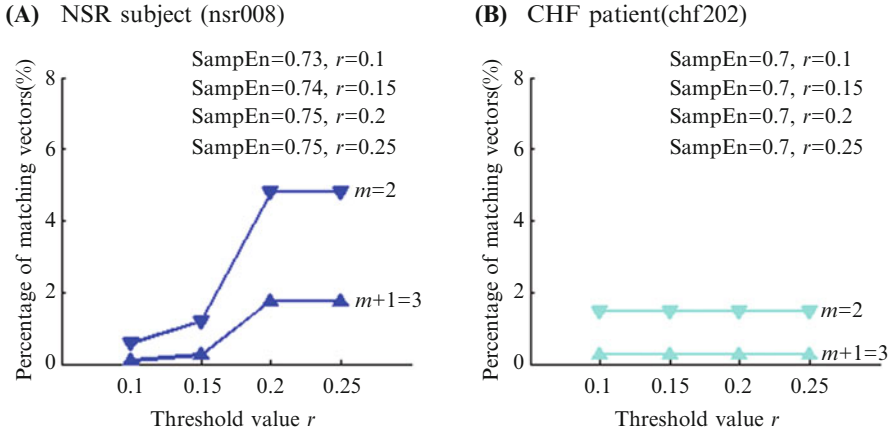 (A) NSR subject (nsr008)
Percentage of matching vectors(%)
8
6
4
2
0
SampEn=0.73, r=0.1
SampEn=0.74, r=0.15
SampEn=0.75, r=0.2
SampEn=0.75, r=0.25
m=2
m+1=3
0.1 0.15 0.2 0.25
Threshold value r
(B) CHF patient(chf202)
Percentage of matching vectors(%)
8
6
4
2
0
SampEn=0.7, r=0.1
SampEn=0.7, r=0.15
SampEn=0.7, r=0.2
SampEn=0.7, r=0.25
m=2
m+1=3
0.1 0.15 0.2 0.25
Threshold value r